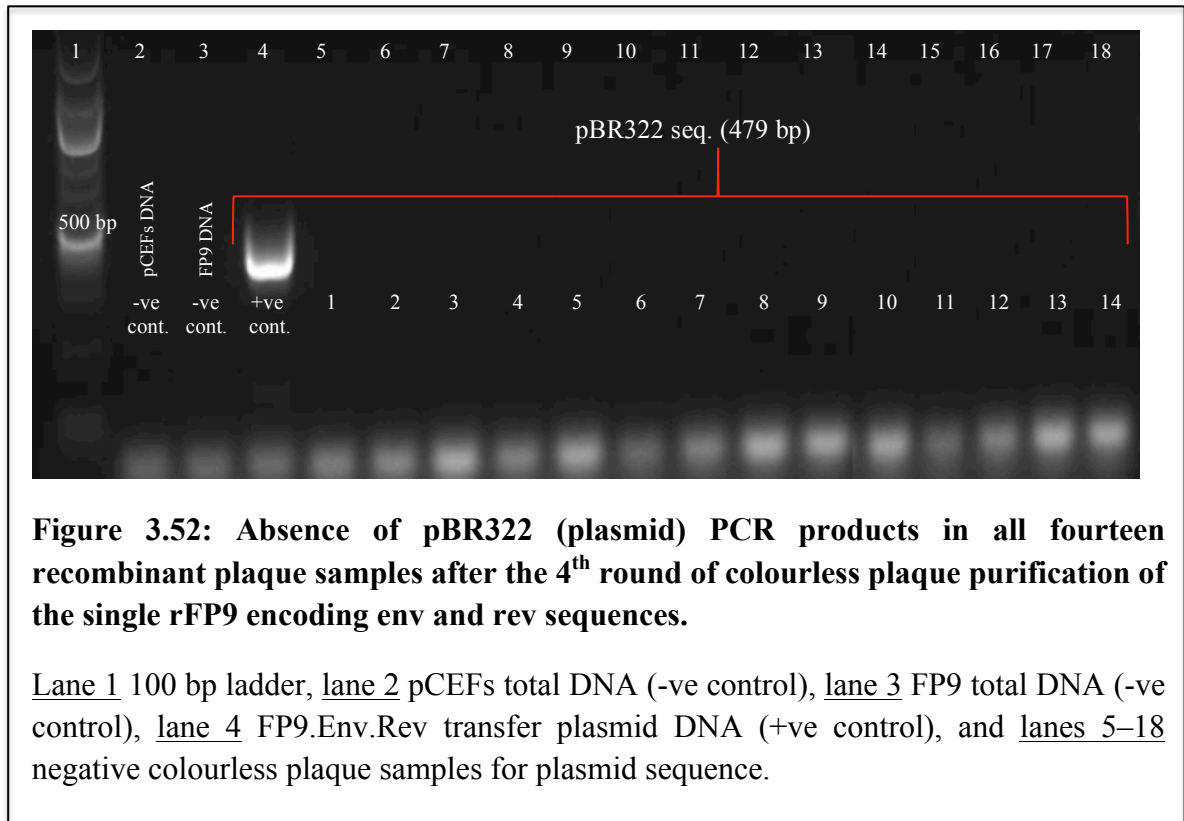 1 2 3 4 5 6 7 8 9 10 11 12 13 14 15 16 17 18
pBR322 seq. (479 bp)
500 bp
pCEFs DNA
FP9 DNA
-ve cont.
-ve cont.
+ve cont.
1 2 3 4 5 6 7 8 9 10 11 12 13 14
Figure 3.52: Absence of pBR322 (plasmid) PCR products in all fourteen
recombinant plaque samples after the 4th round of colourless plaque purification of
the single rFP9 encoding env and rev sequences.
Lane 1 100 bp ladder, lane 2 pCEFs total DNA (-ve control), lane 3 FP9 total DNA (-ve
control), lane 4 FP9.Env.Rev transfer plasmid DNA (+ve control), and lanes 5–18
negative colourless plaque samples for plasmid sequence.